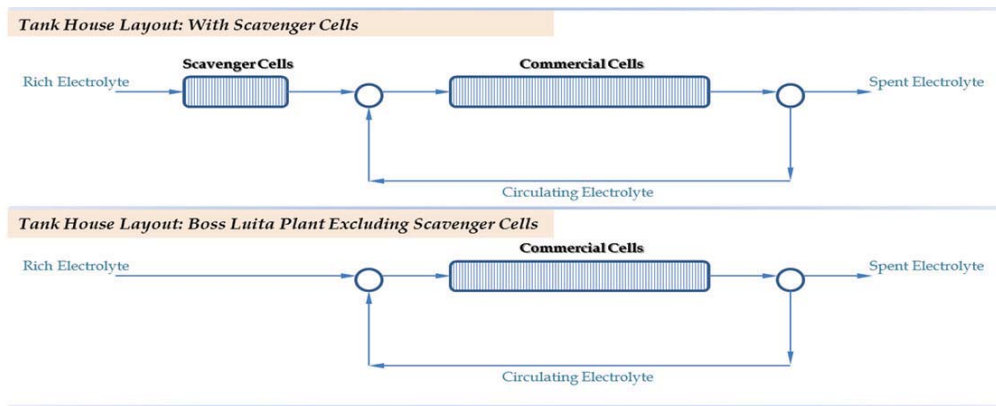 Tank House Layout: With Scavenger Cells
Scavenger Cells
Commercial Cells
Rich Electrolyte
Spent Electrolyte
Circulating Electrolyte
Tank House Layout: Boss Luita Plant Excluding Scavenger Cells
Commercial Cells
Rich Electrolyte
Spent Electrolyte
Circulating Electrolyte